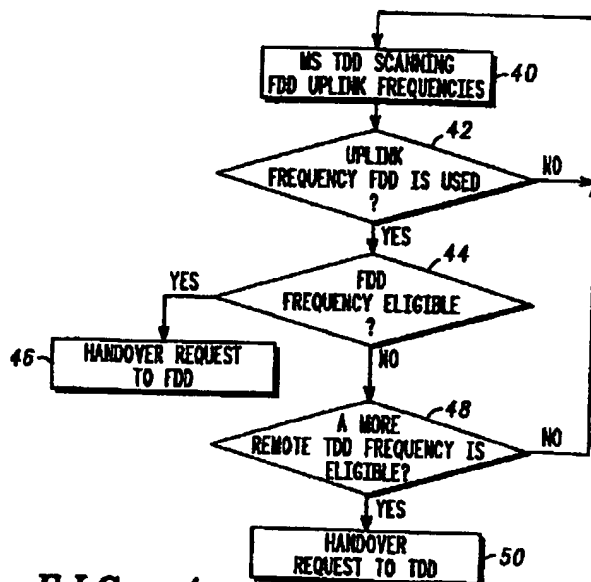 MS TDD SCANNING
FDD UPLINK FREQUENCIES
40
42
UPLINK
FREQUENCY FDD IS USED
?
NO
YES
44
FDD
FREQUENCY ELIGIBLE
?
YES
46
HANDOVER REQUEST
TO FDD
NO
48
A MORE
REMOTE TDD FREQUENCY IS
ELIGIBLE?
NO
YES
HANDOVER
REQUEST TO TDD
50